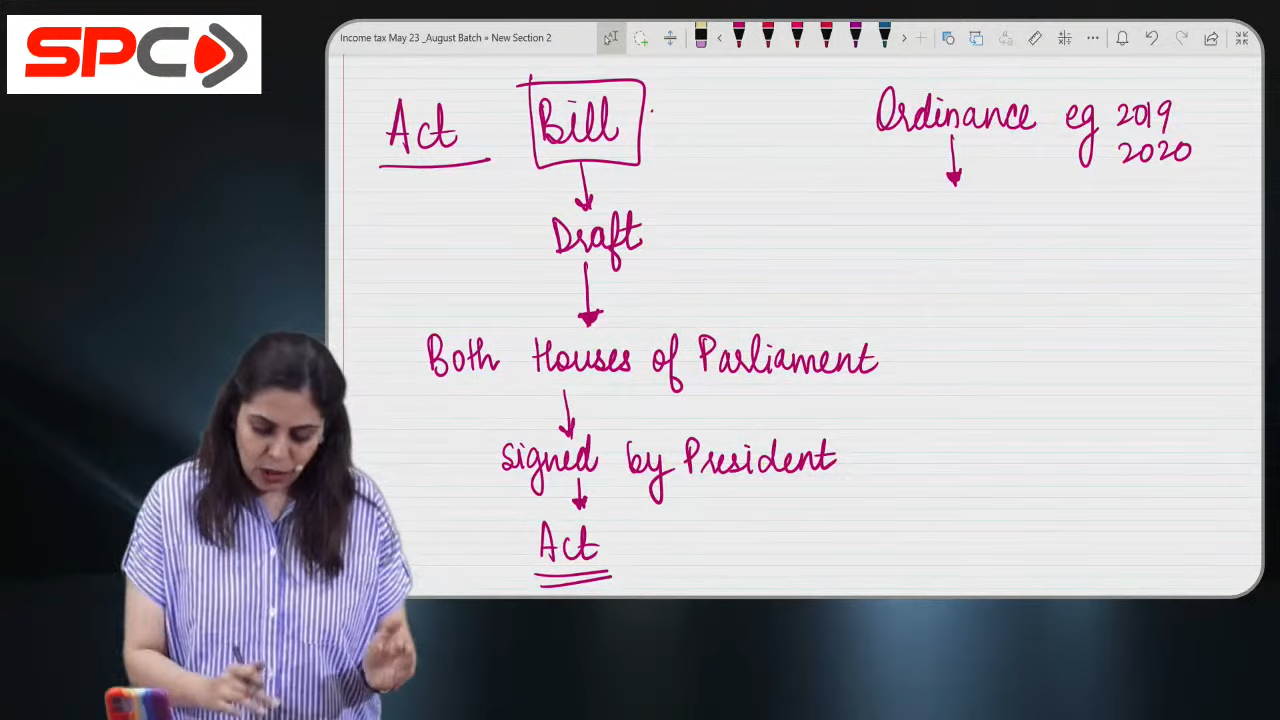 SPC
Income tax May 23 _August Batch » New Section 2
Act Bill Ordinance eg 2019
2020
Draft
Both Houses of Parliament
signed by President
Act